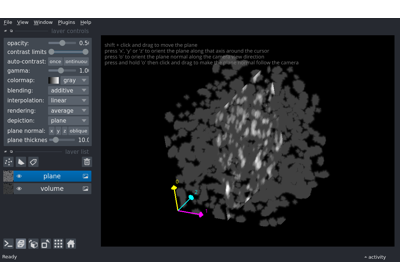 File View Window Plugins Help
layer controls
opacity: 0.5
contrast limits
auto-contrast: once continuous
gamma: 1.0
colormap: gray
blending: additive
interpolation: linear
rendering: average
depiction: plane
plane normal: x y z oblique
plane thicknes 10.0
layer list
plane
volume
shift + click and drag to move the plane
press 'x', 'y' or 'z' to orient the plane normal along that axis around the cursor
press 'o' to orient the plane normal along the camera view direction
press and hold 'o' then click and drag to make the plane normal follow the camera
Ready
activity